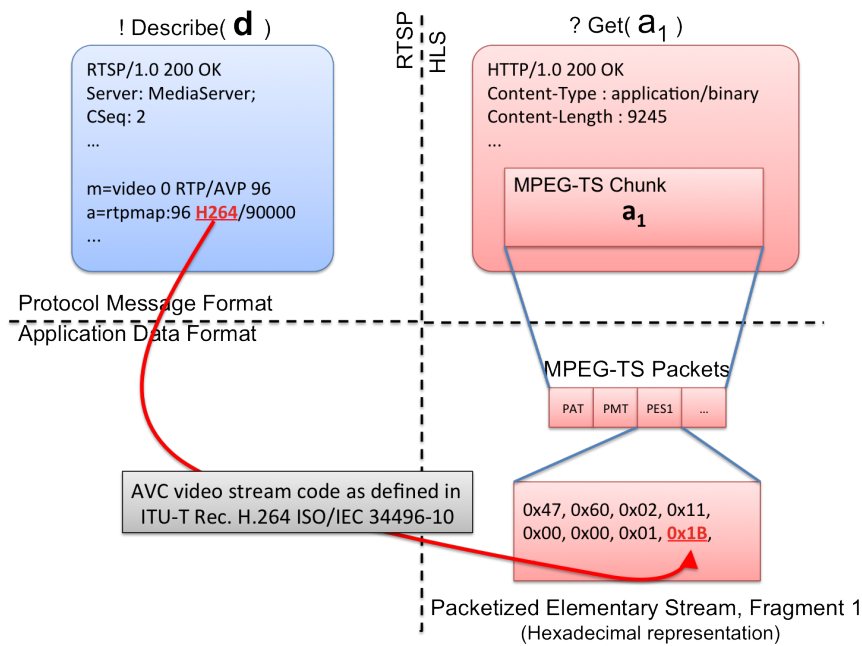 ! Describe( d )
RTSP/1.0 200 OK
Server: MediaServer;
CSeq: 2
...
m=video 0 RTP/AVP 96
a=rtpmap:96 H264/90000
...
RTSP
HLS
? Get( a1 )
HTTP/1.0 200 OK
Content-Type : application/binary
Content-Length : 9245
...
MPEG-TS Chunk
a1
Protocol Message Format
Application Data Format
MPEG-TS Packets
PAT PMT PES1 ...
AVC video stream code as defined in
ITU-T Rec. H.264 ISO/IEC 34496-10
0x47, 0x60, 0x02, 0x11,
0x00, 0x00, 0x01, 0x1B,
Packetized Elementary Stream, Fragment 1
(Hexadecimal representation)